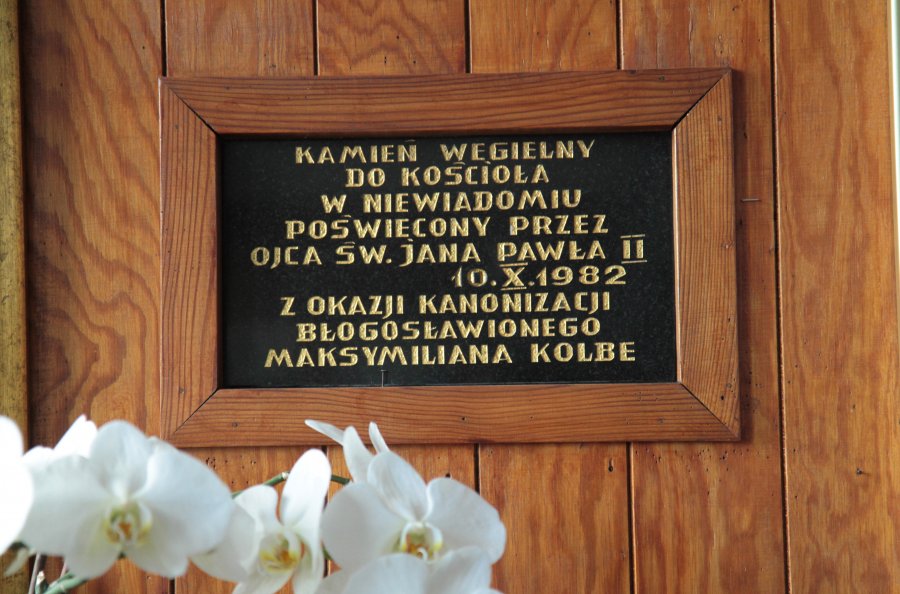 KAMIEŃ WĘGIELNY
DO KOŚCIOŁA
W NIEWIADOMIU
POŚWIĘCONY PRZEZ
OJCA ŚW. JANA PAWŁA II
10.X.1982
Z OKAZJI KANONIZACJI
BŁOGOSŁAWIONEGO
MAKSYMILIANA KOLBE